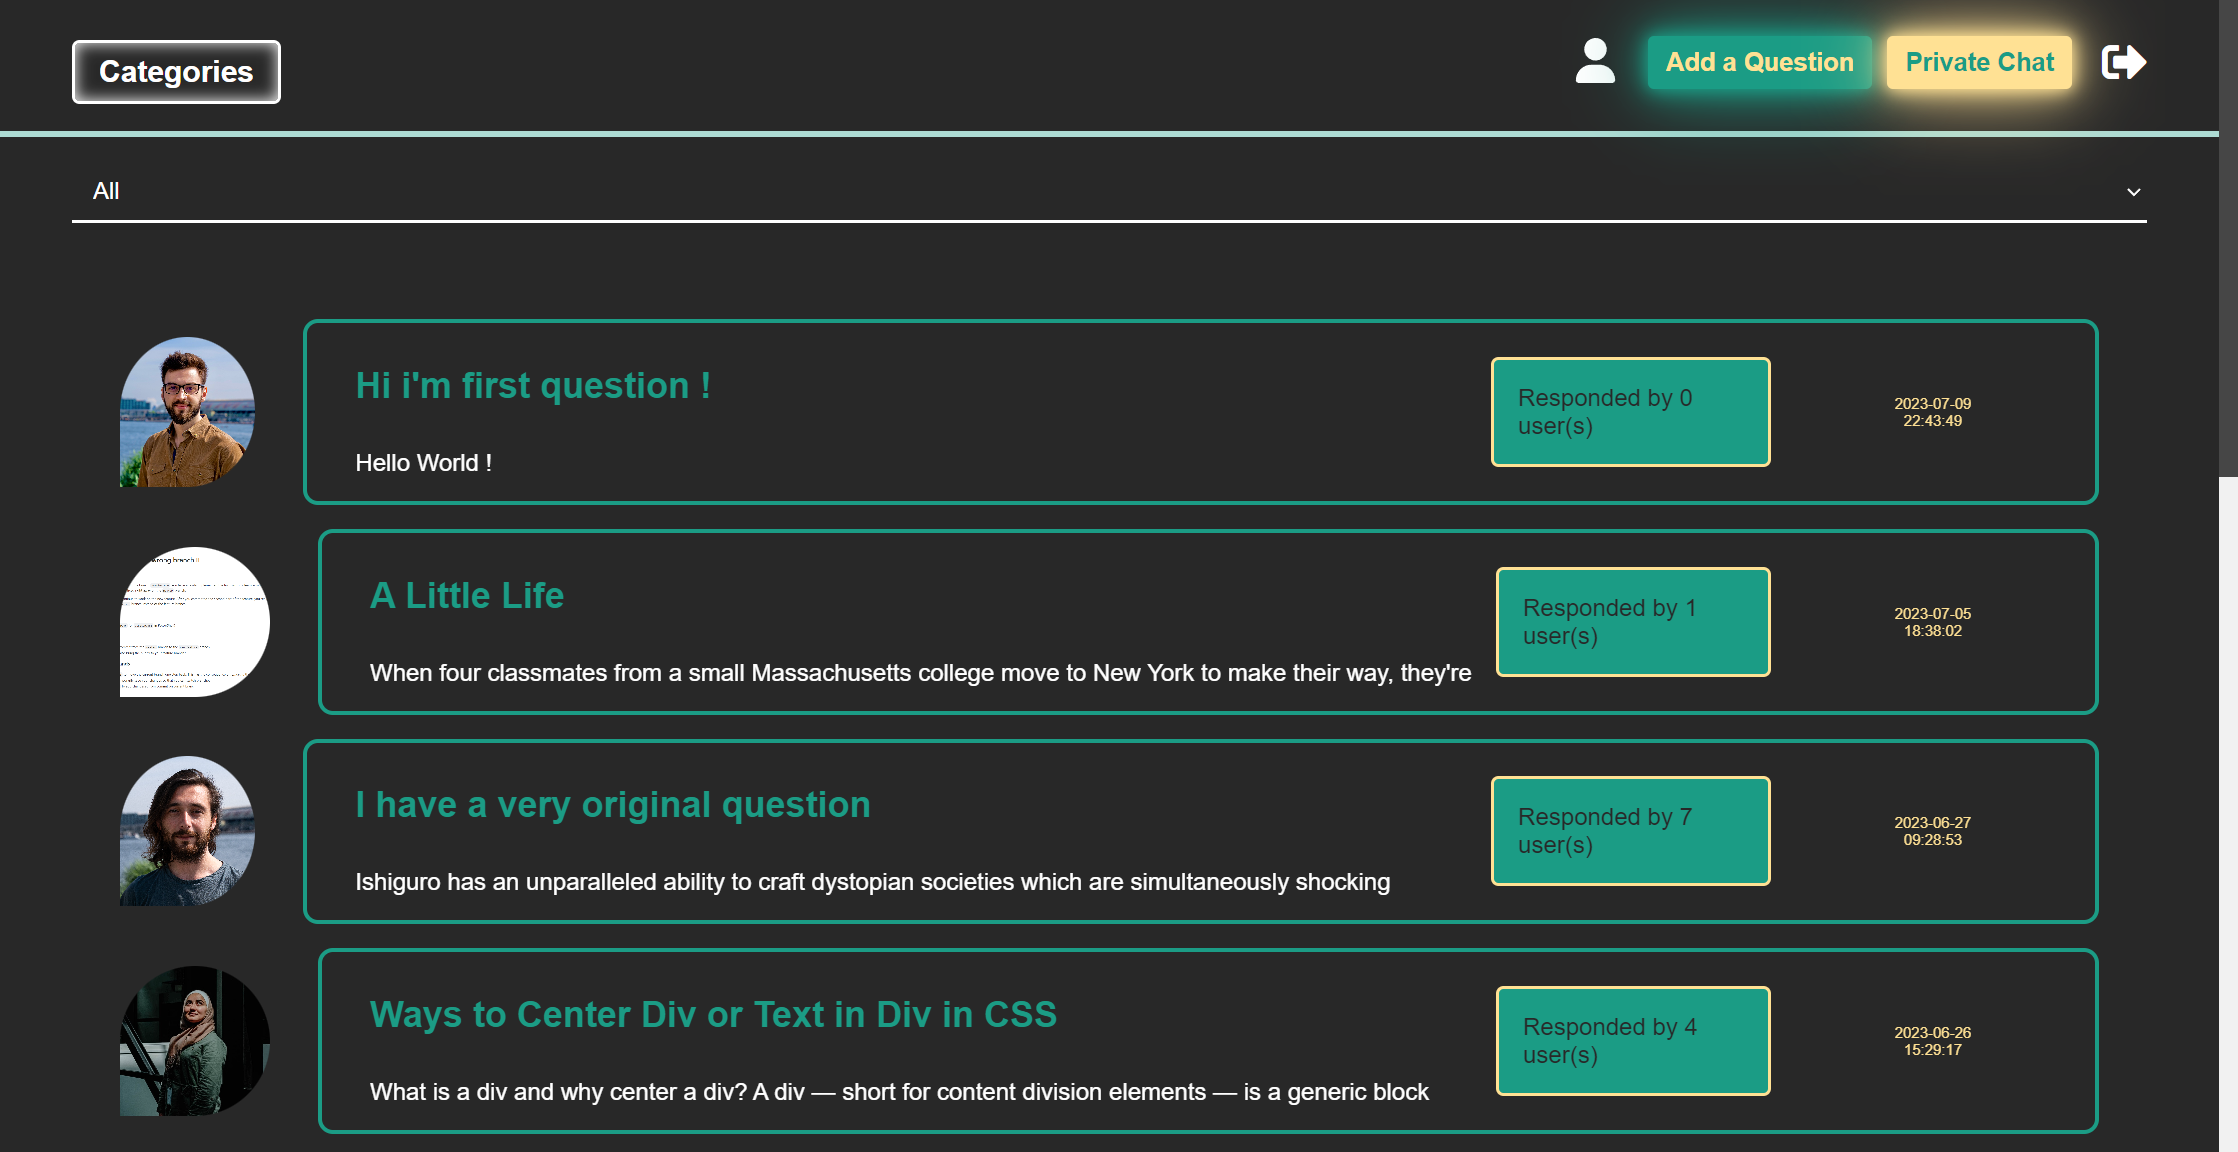 Categories
Add a Question
Private Chat
All
Hi i'm first question !
Hello World !
Responded by 0
user(s)
2023-07-09
22:43:49
A Little Life
When four classmates from a small Massachusetts college move to New York to make their way, they're
Responded by 1
user(s)
2023-07-05
18:38:02
I have a very original question
Ishiguro has an unparalleled ability to craft dystopian societies which are simultaneously shocking
Responded by 7
user(s)
2023-06-27
09:28:53
Ways to Center Div or Text in Div in CSS
What is a div and why center a div? A div — short for content division elements — is a generic block
Responded by 4
user(s)
2023-06-26
15:29:17